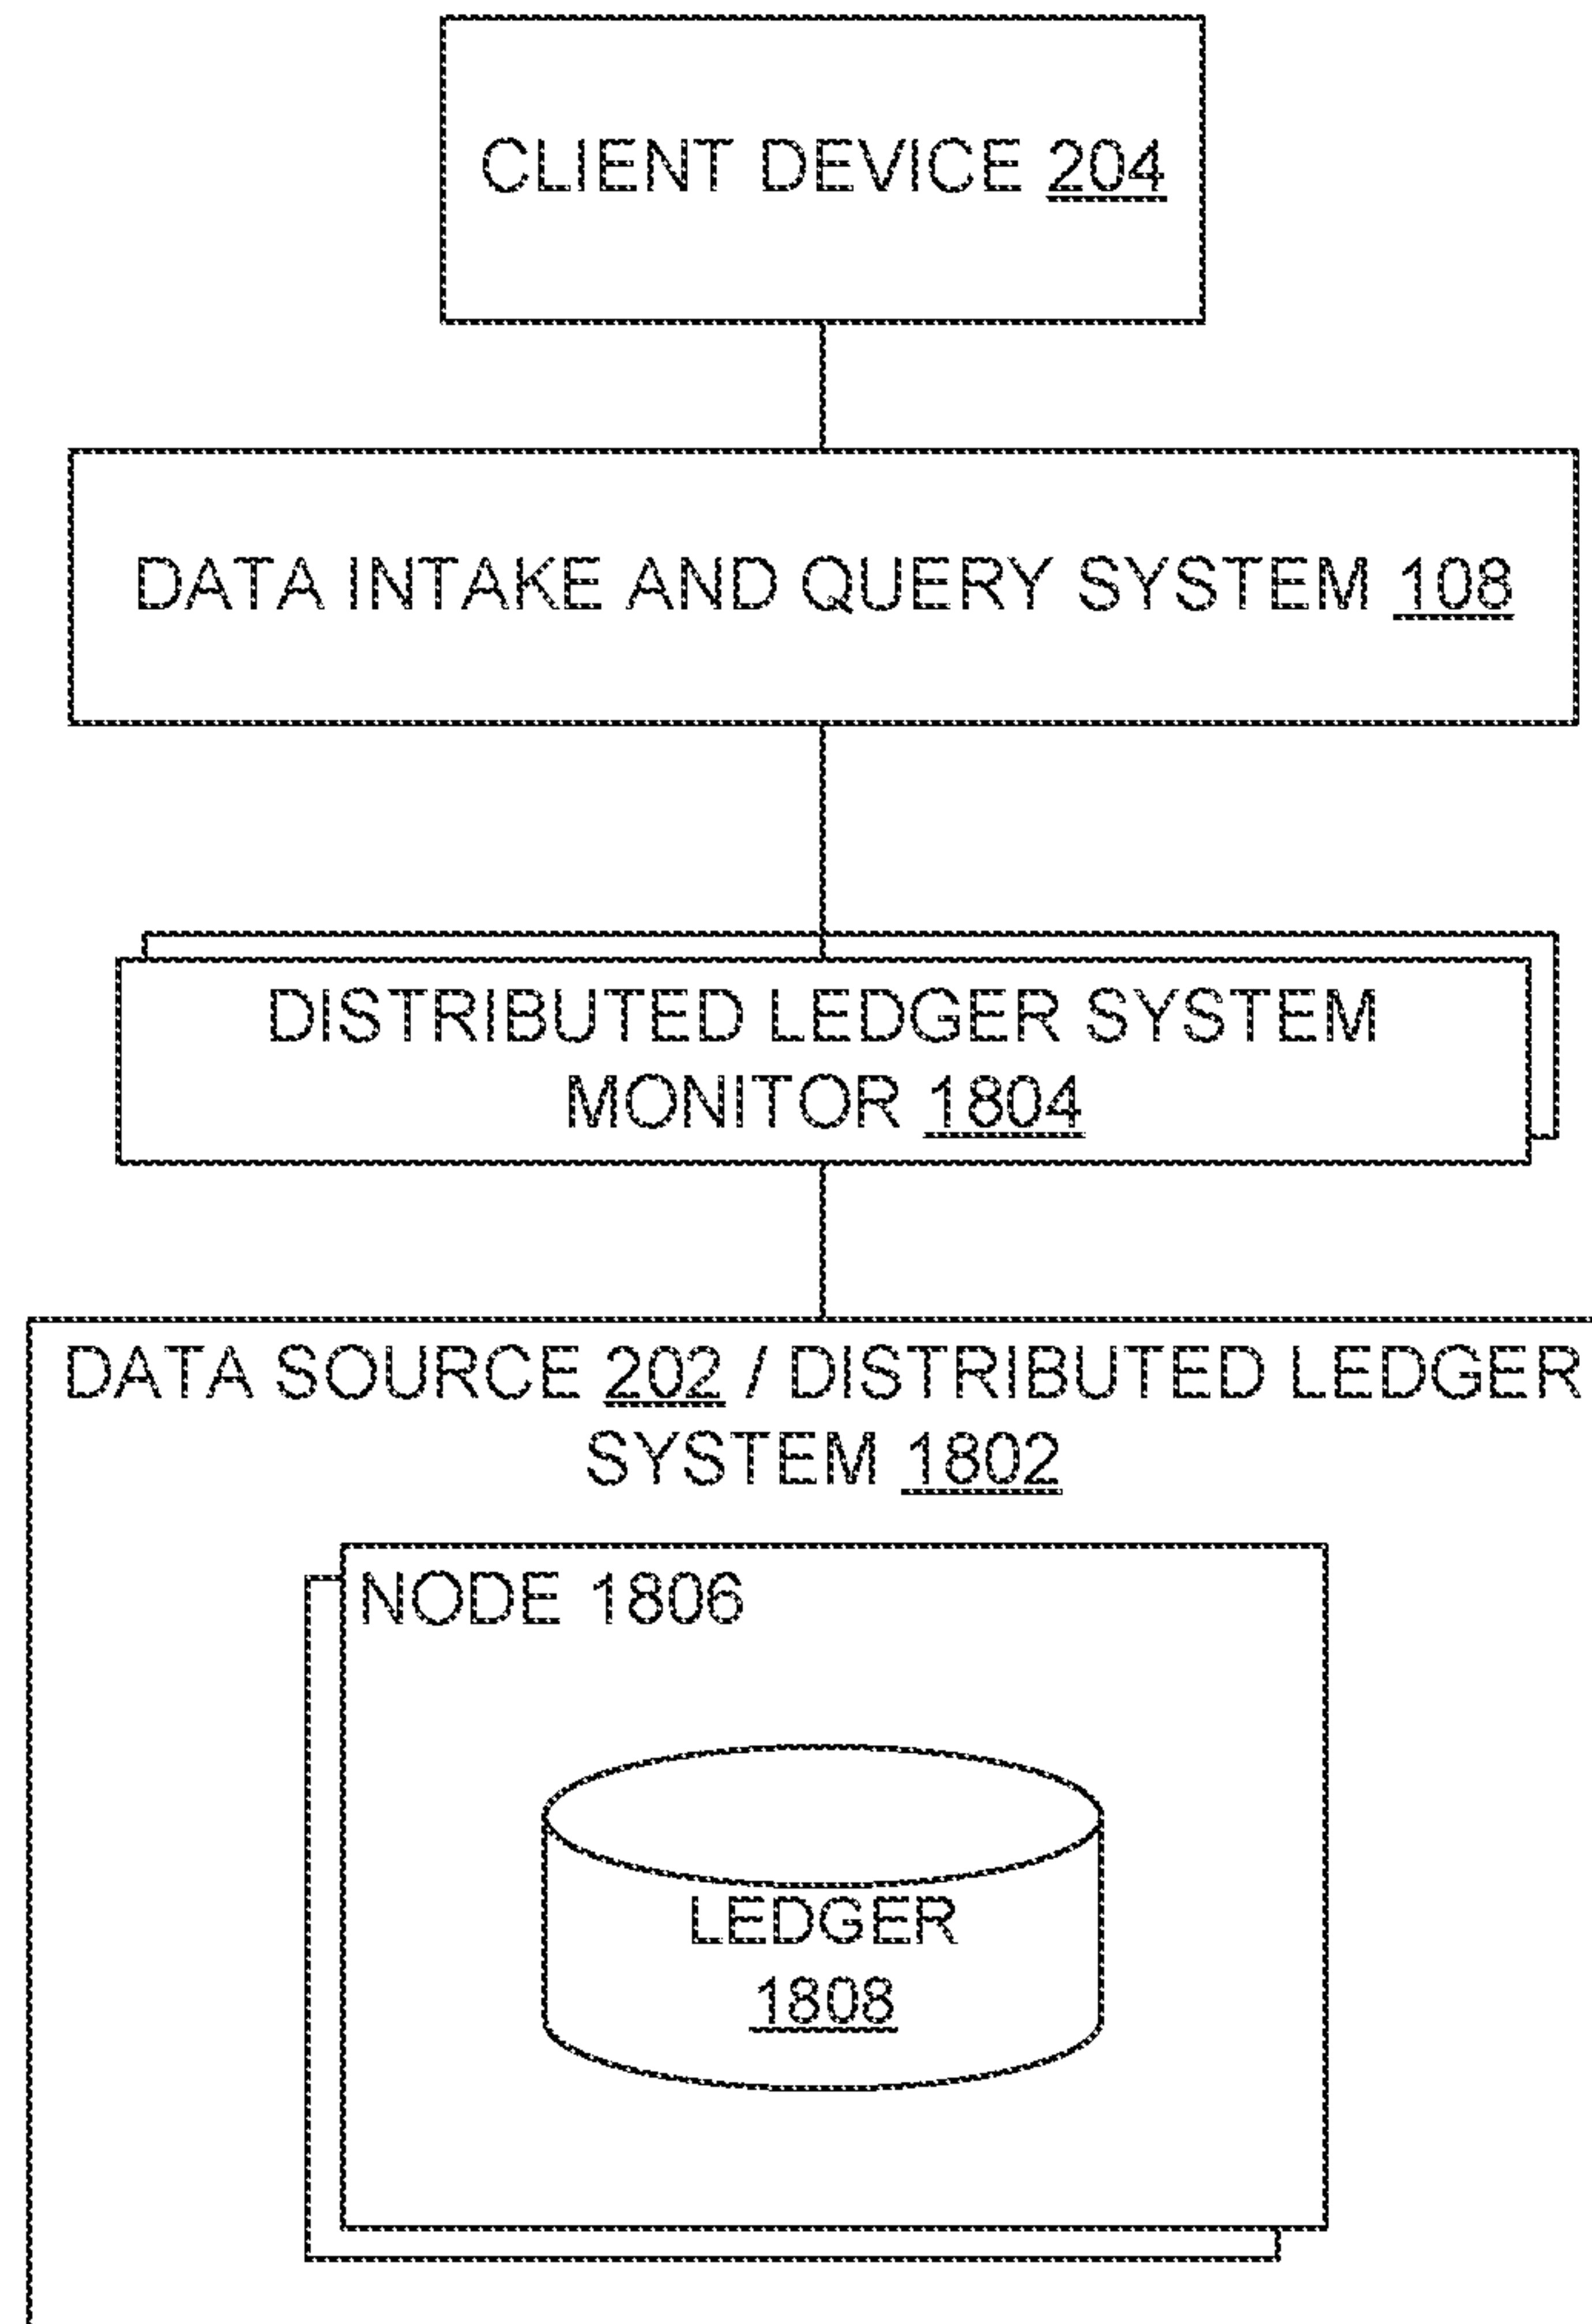 CLIENT DEVICE 204
DATA INTAKE AND QUERY SYSTEM 108
DISTRIBUTED LEDGER SYSTEM
MONITOR 1804
DATA SOURCE 202 / DISTRIBUTED LEDGER
SYSTEM 1802
NODE 1806
LEDGER
1808